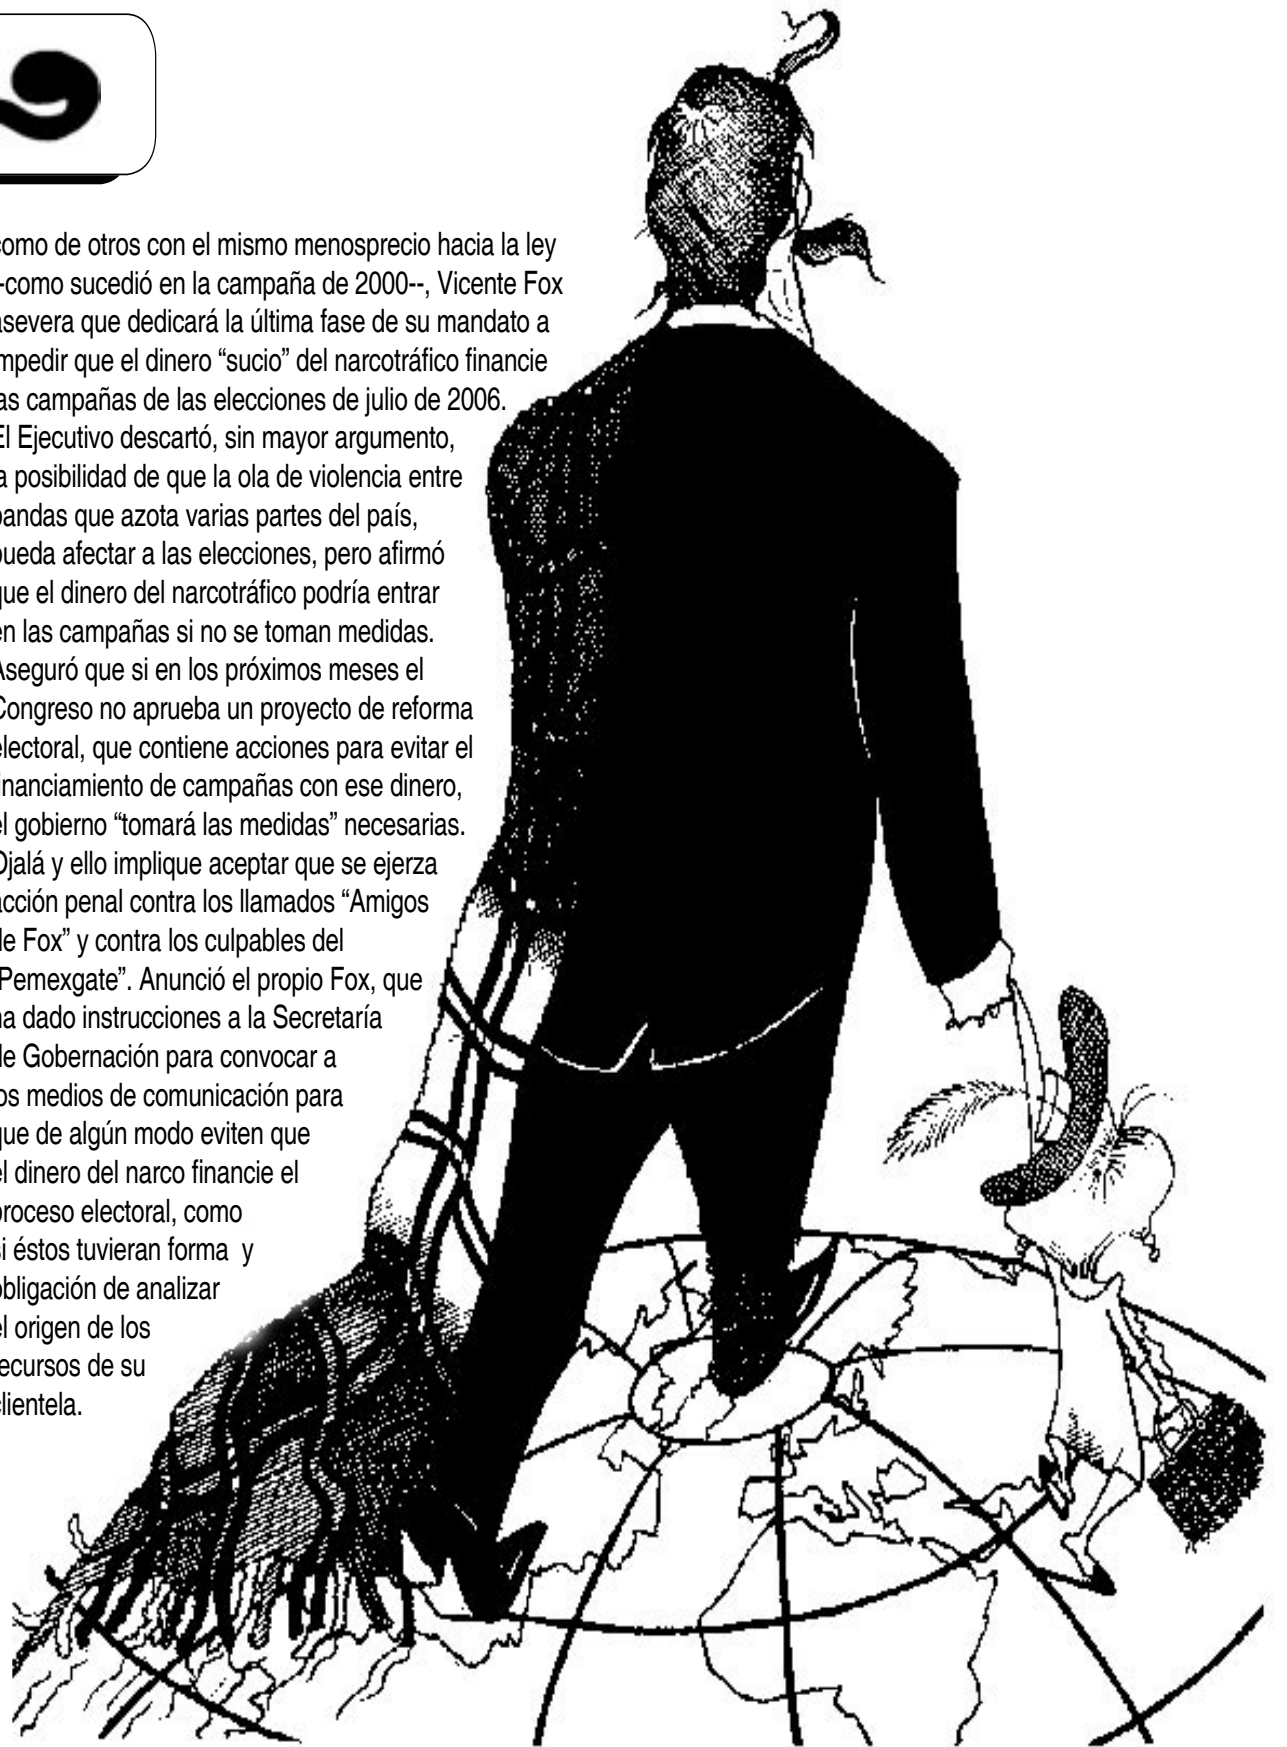 como de otros con el mismo menosprecio hacia la ley
--como sucedió en la campaña de 2000--, Vicente Fox
asevera que dedicará la última fase de su mandato a
impedir que el dinero “sucio” del narcotráfico financie
las campañas de las elecciones de julio de 2006.
El Ejecutivo descartó, sin mayor argumento,
la posibilidad de que la ola de violencia entre
bandas que azota varias partes del país,
pueda afectar a las elecciones, pero afirmó
que el dinero del narcotráfico podría entrar
en las campañas si no se toman medidas.
Aseguró que si en los próximos meses el
Congreso no aprueba un proyecto de reforma
electoral, que contiene acciones para evitar el
financiamiento de campañas con ese dinero,
el gobierno “tomará las medidas” necesarias.
Ojalá y ello implique aceptar que se ejerza
acción penal contra los llamados “Amigos
de Fox” y contra los culpables del
“Pemexgate”. Anunció el propio Fox, que
ha dado instrucciones a la Secretaría
de Gobernación para convocar a
los medios de comunicación para
que de algún modo eviten que
el dinero del narco financie el
proceso electoral, como
si éstos tuvieran forma y
obligación de analizar
el origen de los
recursos de su
clientela.